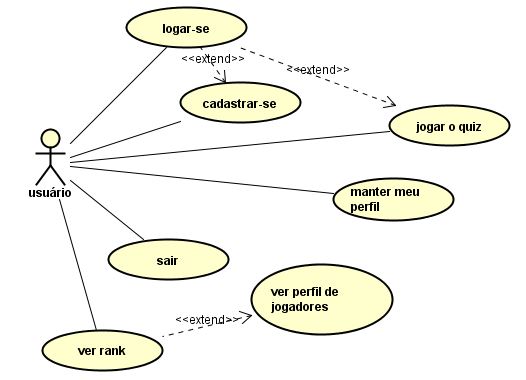 logar-se
<<extend>>
<<extend>>
cadastrar-se
jogar o quiz
usuário
manter meu
perfil
sair
ver perfil de
jogadores
<<extend>>
ver rank